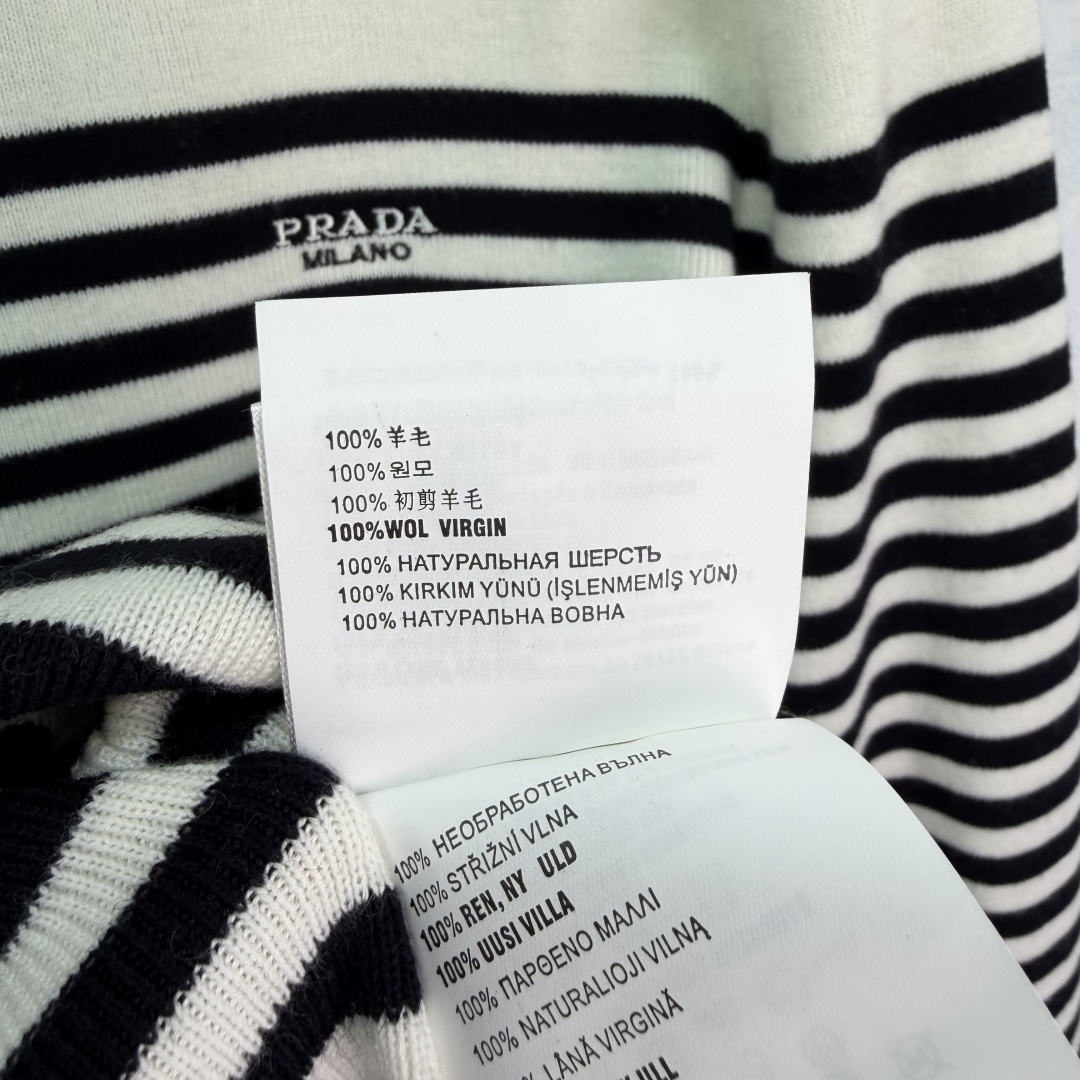 PRADA
MILANO
100% 羊毛
100% 원모
100% 初剪羊毛
100%WOL VIRGIN
100% НАТУРАЛЬНАЯ ШЕРСТЬ
100% KIRKIM YÜNÜ (İŞLENMEMİŞ YÜN)
100% НАТУРАЛЬНА ВОВНА
100% НЕОБРАБОТЕНА ВЪЛНА
100% STŘIŽNÍ VLNA
100% REN, NY ULD
100% UUSI VILLA
100% ΠΑΡΘΕΝΟ ΜΑΛΛΙ
100% NATURALIOJI VILNĄ
% LÂNĂ VIRGINĂ